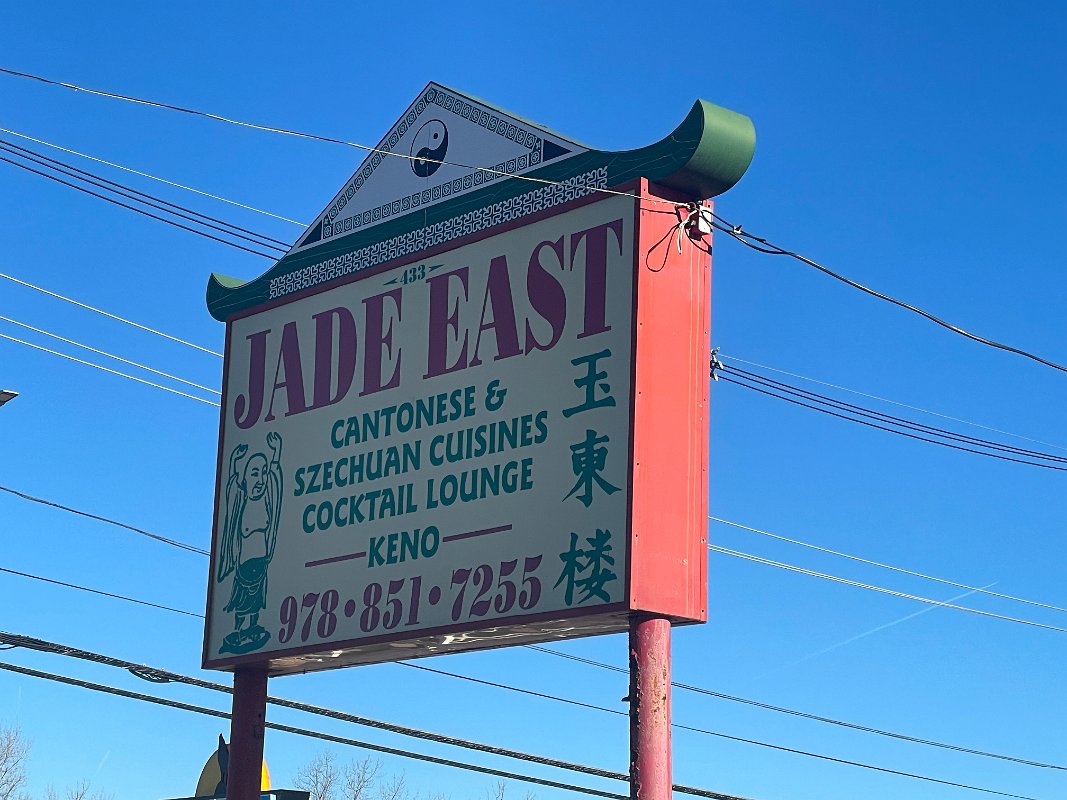 433
JADE EAST
CANTONESE &
SZECHUAN CUISINES
COCKTAIL LOUNGE
KENO
978•851•7255
玉東楼